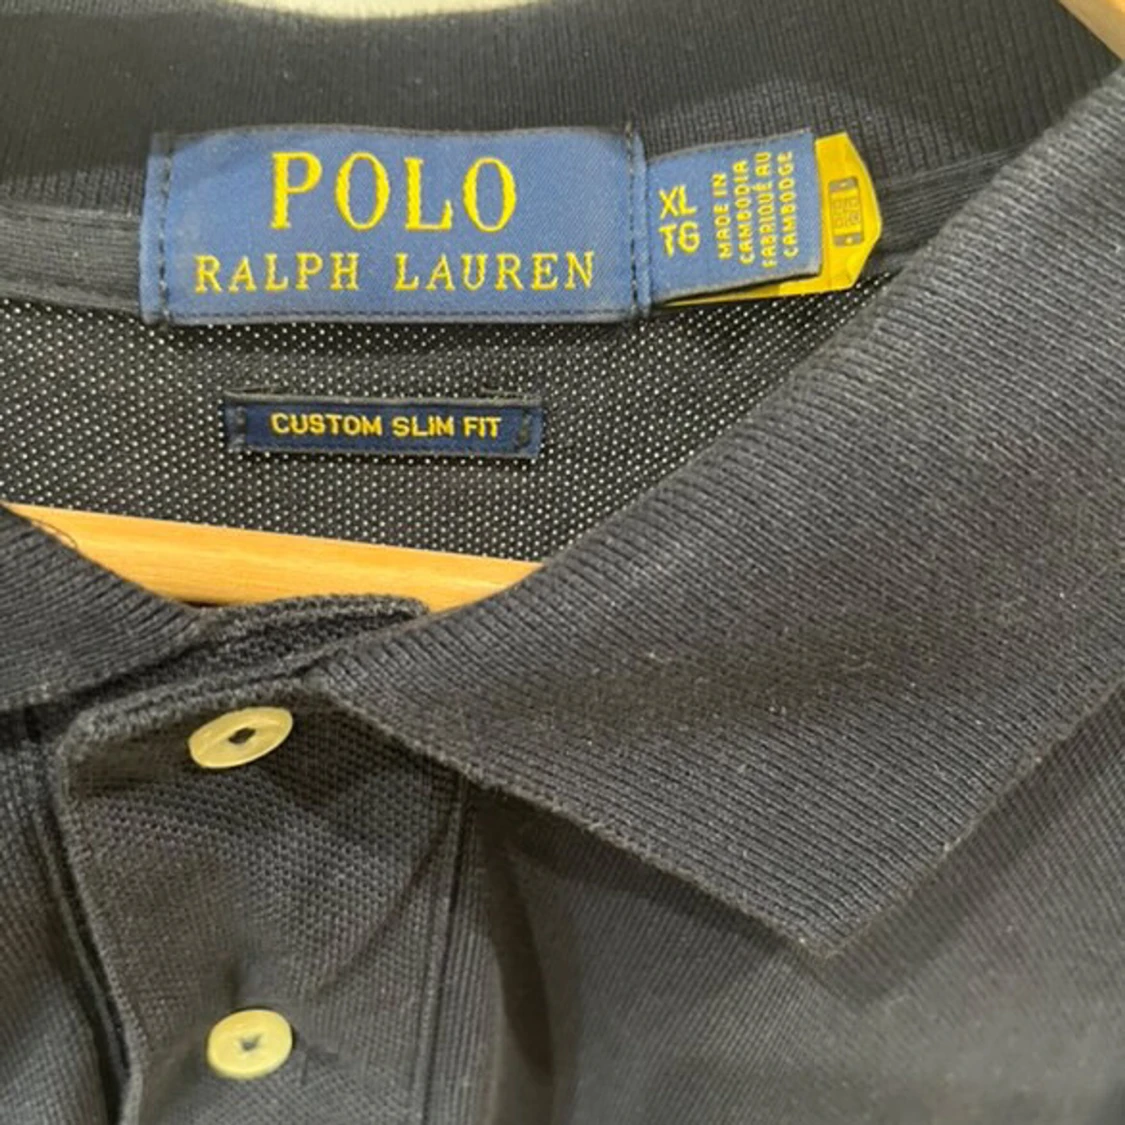 POLO
RALPH LAUREN
XL
TG
MADE IN
CAMBODIA
FABRIQUÉ AU
CAMBODGE
CUSTOM SLIM FIT